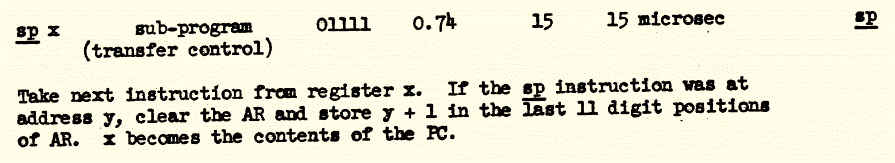 sp x sub-program 01111 0.74 15 15 microsec sp
(transfer control)
Take next instruction from register x. If the sp instruction was at
address y, clear the AR and store y + 1 in the last 11 digit positions
of AR. x becomes the contents of the PC.